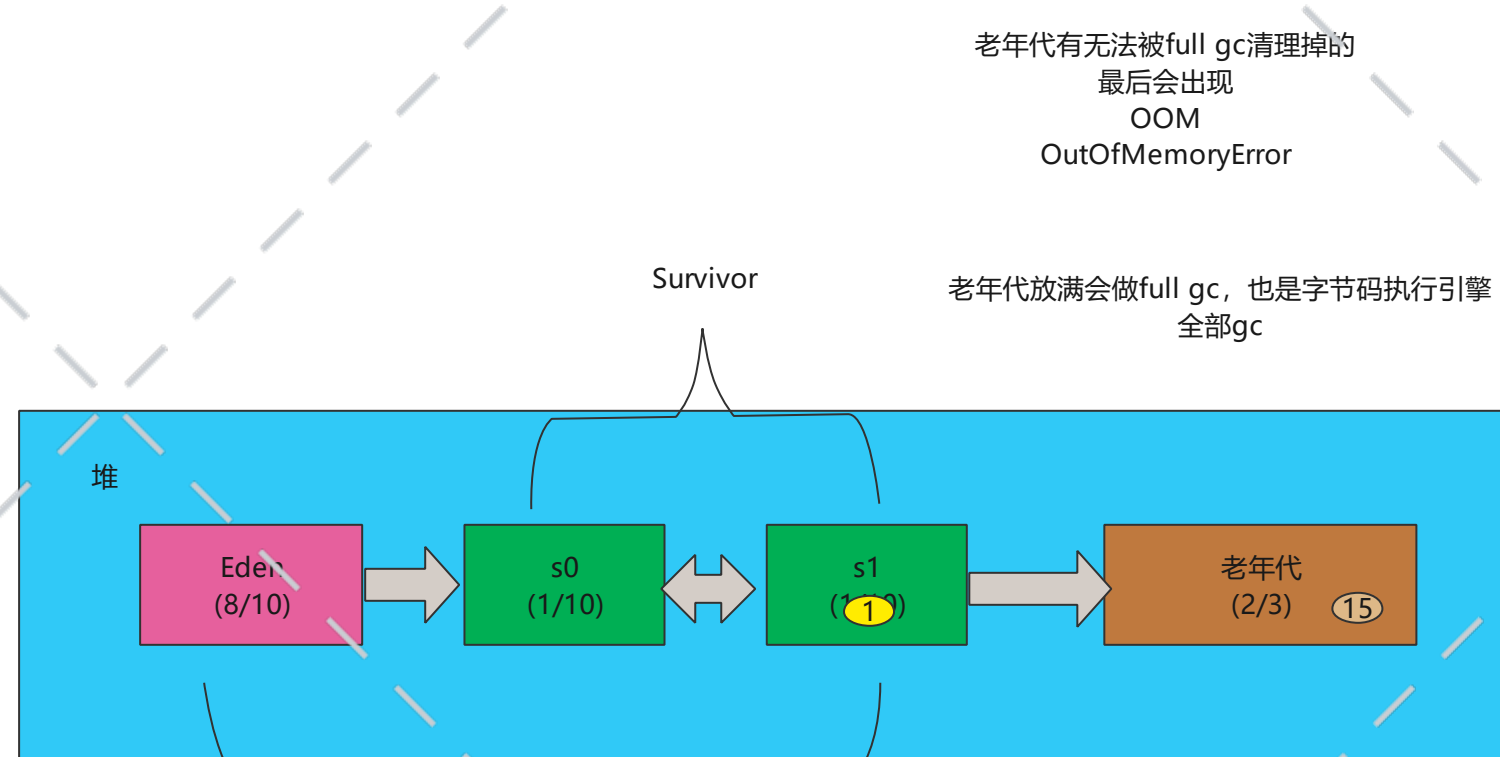 老年代有无法被full gc清理掉的
最后会出现
OOM
OutOfMemoryError
Survivor
老年代放满会做full gc，也是字节码执行引擎
全部gc
堆
Eden
(8/10)
s0
(1/10)
s1
1
老年代
(2/3)
15